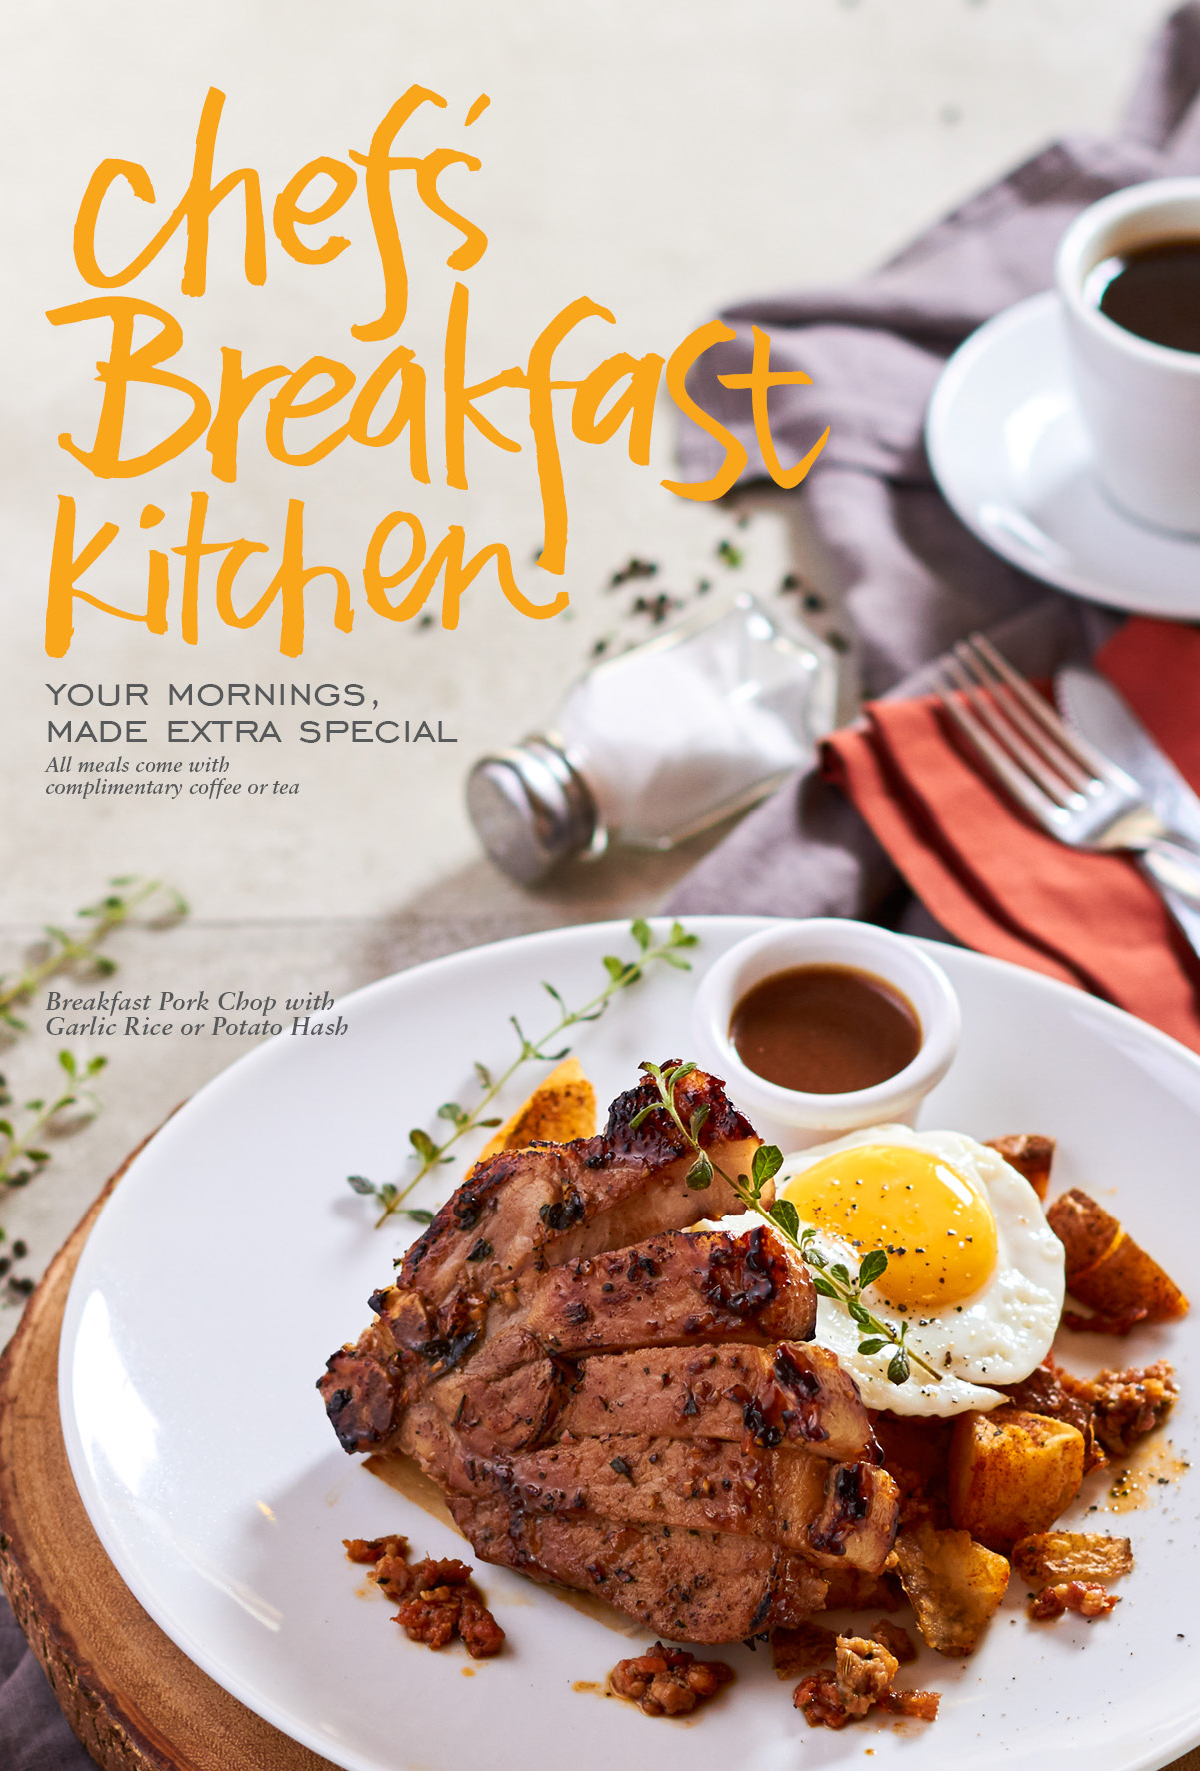 chefs'
Breakfast
kitchen
YOUR MORNINGS,
MADE EXTRA SPECIAL
All meals come with
complimentary coffee or tea
Breakfast Pork Chop with
Garlic Rice or Potato Hash